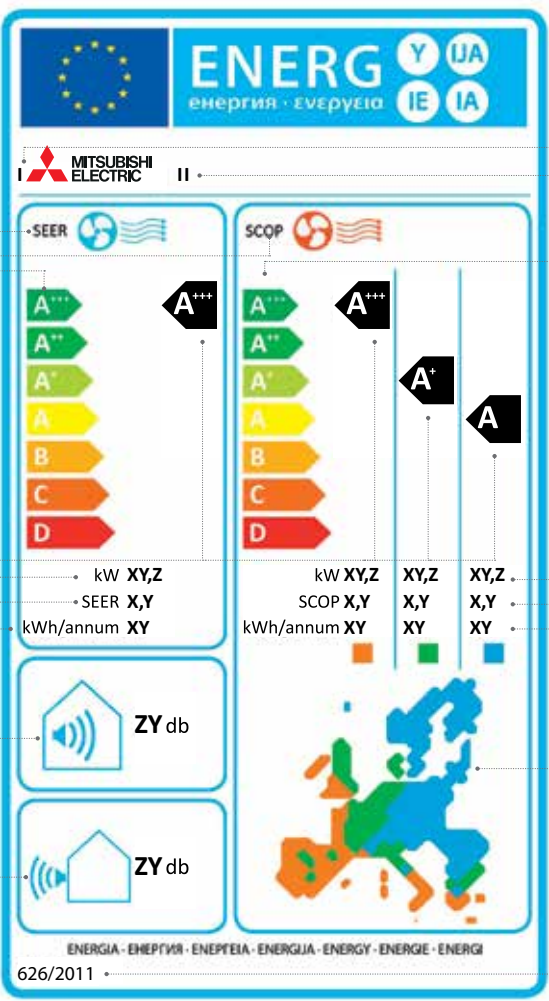 ENERG Y IJA
енергия · ενεργεια IE IA
I MITSUBISHI ELECTRIC II
SEER
A+++ A+++
A++
A+
A
B
C
D
kW XY,Z
SEER X,Y
kWh/annum XY
SCOP
A+++ A+++
A++
A+ A+
A A
B
C
D
kW XY,Z XY,Z XY,Z
SCOP X,Y X,Y X,Y
kWh/annum XY XY XY
ZY db
ZY db
ENERGIA · ЕНЕРГИЯ · ΕΝΕΡΓΕΙΑ · ENERGIJA · ENERGY · ENERGIE · ENERGI
626/2011